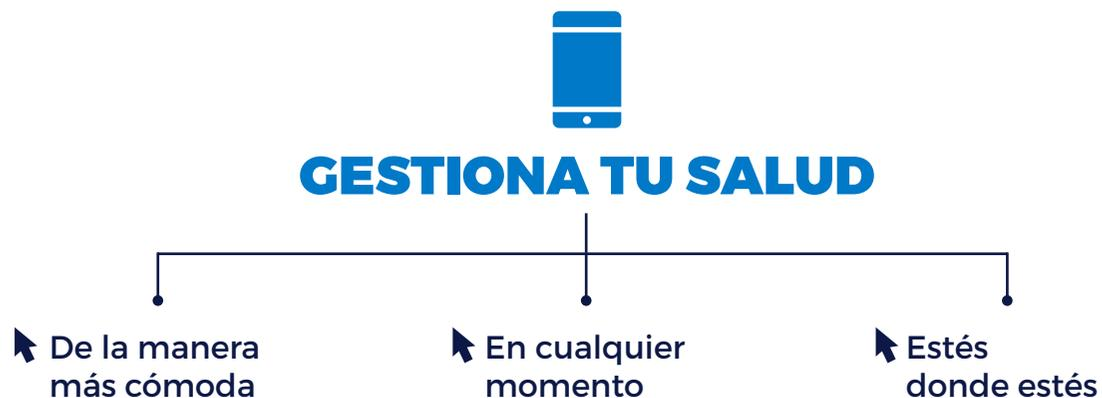 GESTIONA TU SALUD
De la manera
más cómoda
En cualquier
momento
Estés
donde estés